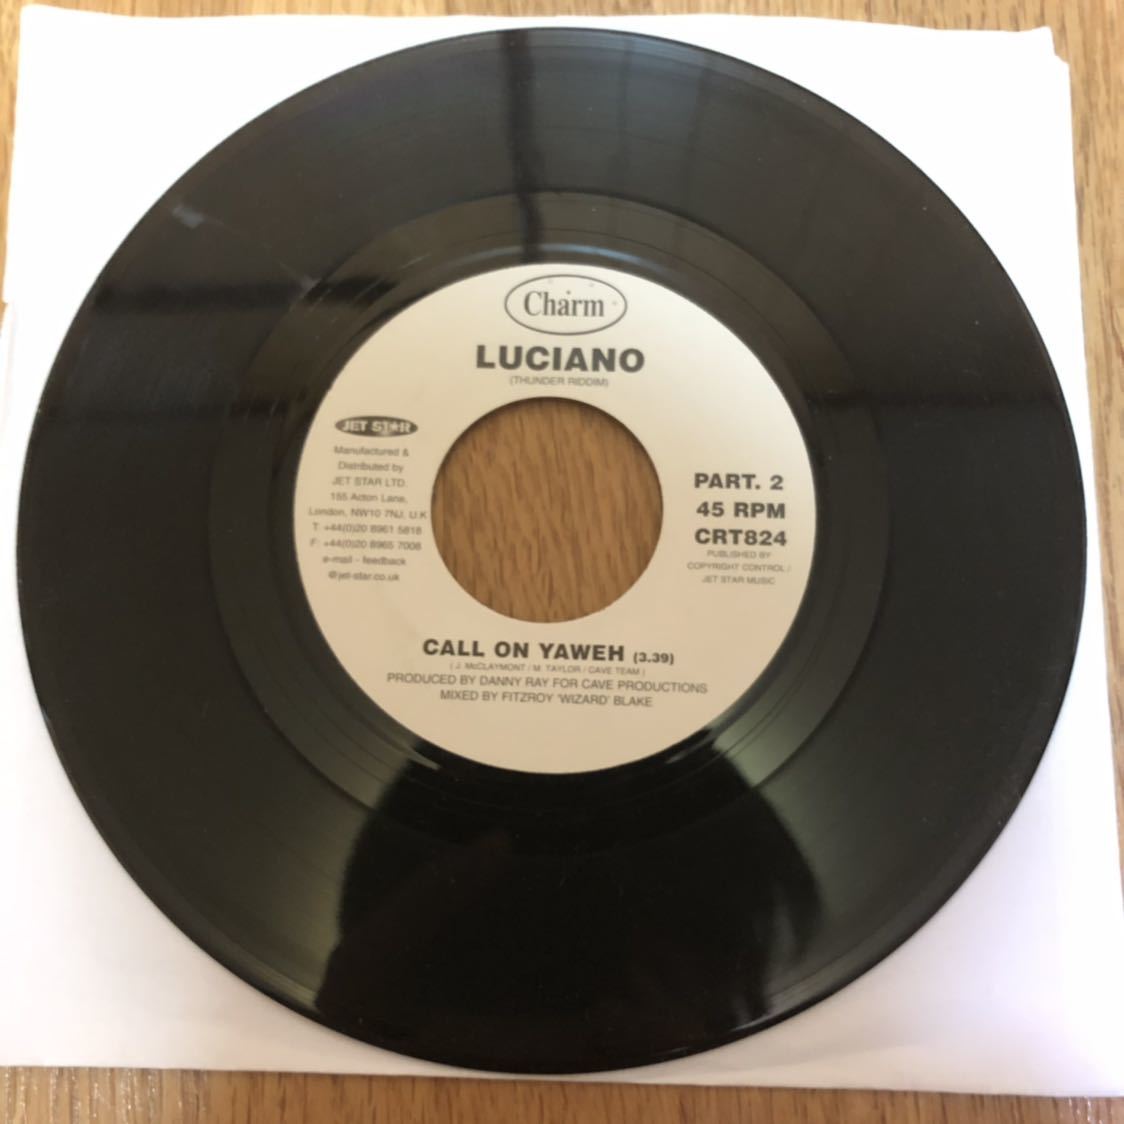 Charm
LUCIANO
(THUNDER RIDDIM)
JET ST★R
Manufactured &
Distributed by
JET STAR LTD.
155 Acton Lane,
London, NW10 7NJ, U.K
T: +44(0)20 8961 5818
F: +44(0)20 8965 7008
e-mail - feedback
@jet-star.co.uk
PART. 2
45 RPM
CRT824
PUBLISHED BY
COPYRIGHT CONTROL /
JET STAR MUSIC
CALL ON YAWEH (3.39)
( J. McCLAYMONT / M. TAYLOR / CAVE TEAM )
PRODUCED BY DANNY RAY FOR CAVE PRODUCTIONS
MIXED BY FITZROY 'WIZARD' BLAKE